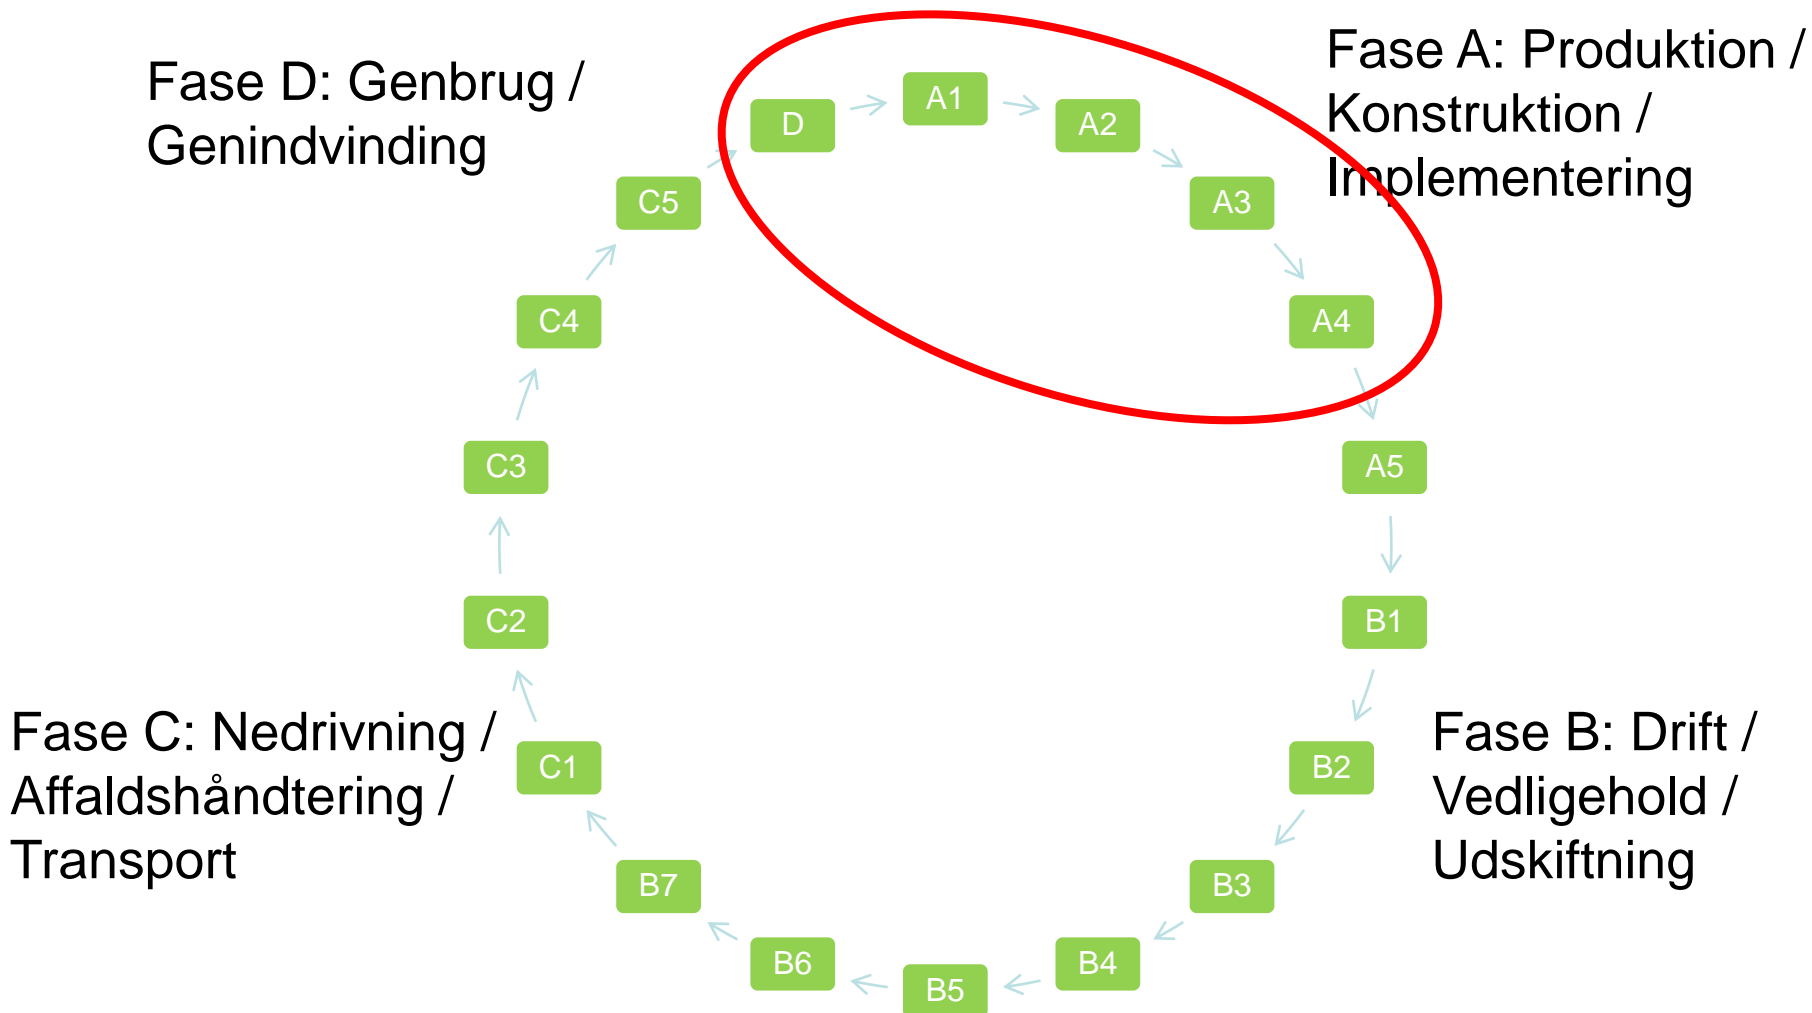 Fase D: Genbrug /
Genindvinding
Fase A: Produktion /
Konstruktion /
Implementering
D
A1
A2
A3
A4
A5
B1
B2
B3
B4
B5
B6
B7
C1
C2
C3
C4
C5
Fase B: Drift /
Vedligehold /
Udskiftning
Fase C: Nedrivning /
Affaldshåndtering /
Transport